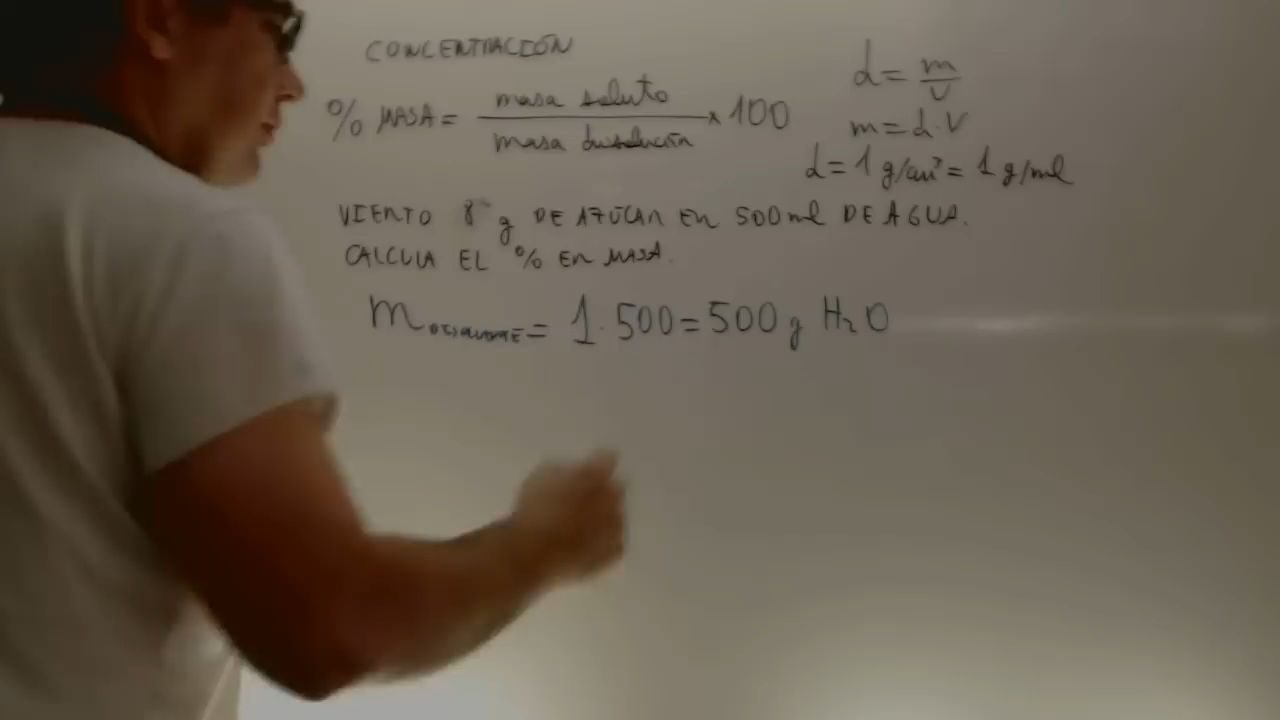 CONCENTRACIÓN
% MASA = masa soluto / masa disolución × 100
d = m / v
m = d · V
d = 1 g/cm³ = 1 g/ml
VIERTO 8 g DE AZÚCAR EN 500 ml DE AGUA.
CALCULA EL % EN MASA.
m DISOLVENTE = 1 · 500 = 500 g H₂O